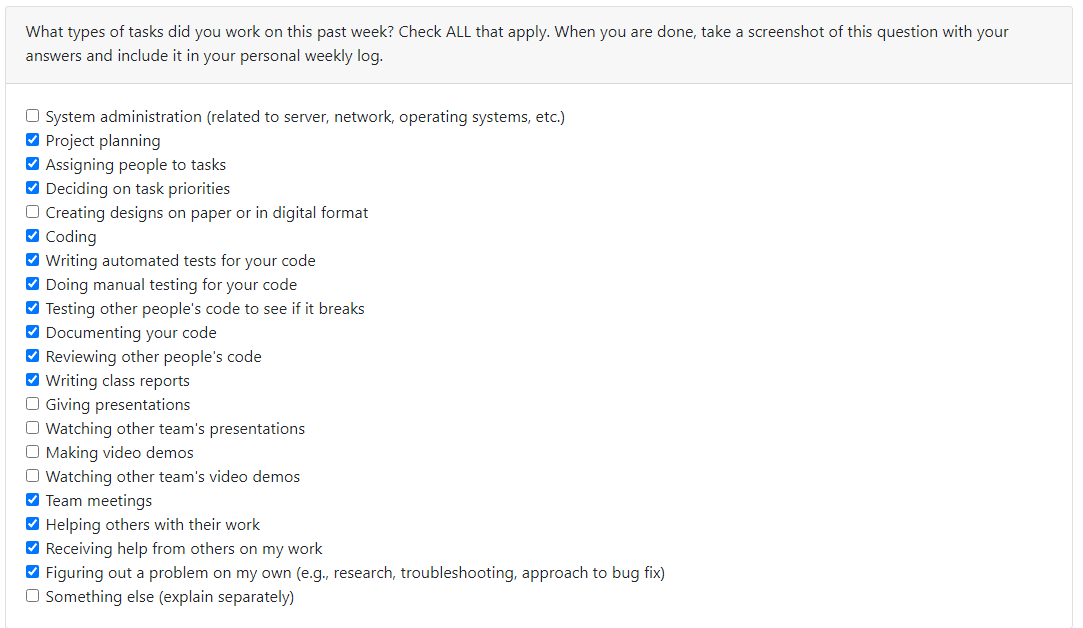 What types of tasks did you work on this past week? Check ALL that apply. When you are done, take a screenshot of this question with your
answers and include it in your personal weekly log.
System administration (related to server, network, operating systems, etc.)
Project planning
Assigning people to tasks
Deciding on task priorities
Creating designs on paper or in digital format
Coding
Writing automated tests for your code
Doing manual testing for your code
Testing other people's code to see if it breaks
Documenting your code
Reviewing other people's code
Writing class reports
Giving presentations
Watching other team's presentations
Making video demos
Watching other team's video demos
Team meetings
Helping others with their work
Receiving help from others on my work
Figuring out a problem on my own (e.g., research, troubleshooting, approach to bug fix)
Something else (explain separately)